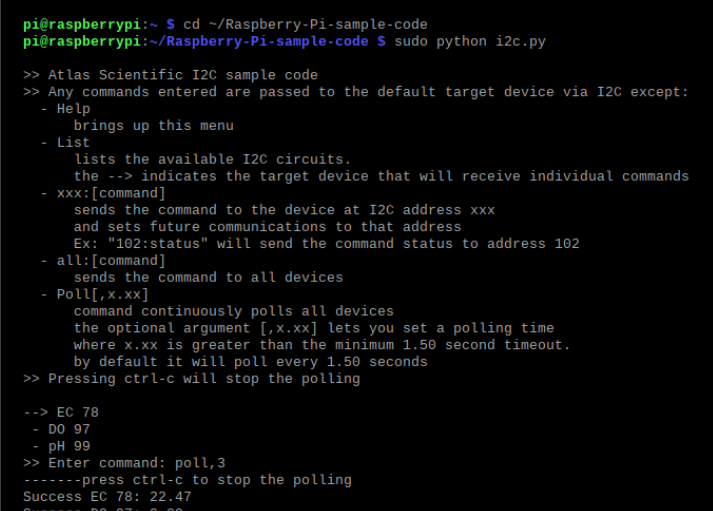 pi@raspberrypi:~ $ cd ~/Raspberry-Pi-sample-code
pi@raspberrypi:~/Raspberry-Pi-sample-code $ sudo python i2c.py
>> Atlas Scientific I2C sample code
>> Any commands entered are passed to the default target device via I2C except:
- Help
brings up this menu
- List
lists the available I2C circuits.
the --> indicates the target device that will receive individual commands
- xxx:[command]
sends the command to the device at I2C address xxx
and sets future communications to that address
Ex: "102:status" will send the command status to address 102
- all:[command]
sends the command to all devices
- Poll[,x.xx]
command continuously polls all devices
the optional argument [,x.xx] lets you set a polling time
where x.xx is greater than the minimum 1.50 second timeout.
by default it will poll every 1.50 seconds
>> Pressing ctrl-c will stop the polling
--> EC 78
- DO 97
- pH 99
>> Enter command: poll,3
-------press ctrl-c to stop the polling
Success EC 78: 22.47